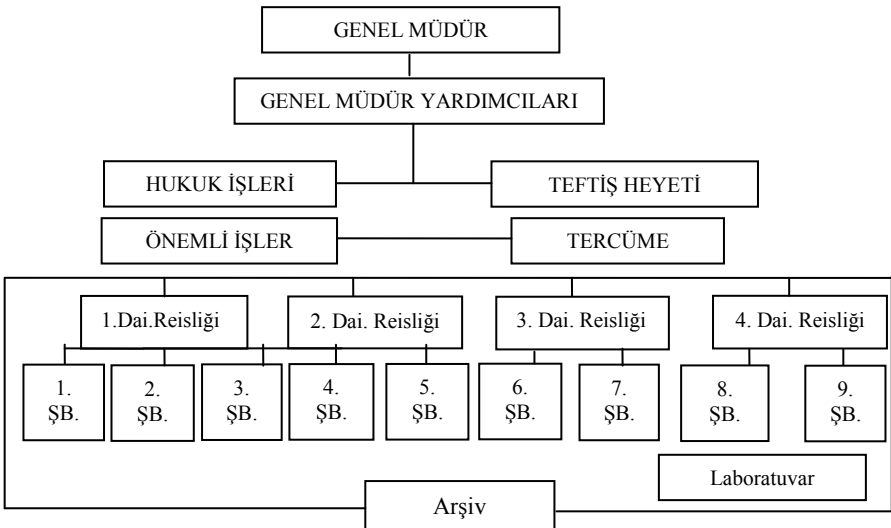 GENEL MÜDÜR
GENEL MÜDÜR YARDIMCILARI
HUKUK İŞLERİ
TEFTİŞ HEYETİ
ÖNEMLİ İŞLER
TERCÜME
1.Dai.Reisliği
2. Dai. Reisliği
3. Dai. Reisliği
4. Dai. Reisliği
1.
ŞB.
2.
ŞB.
3.
ŞB.
4.
ŞB.
5.
ŞB.
6.
ŞB.
7.
ŞB.
8.
ŞB.
9.
ŞB.
Laboratuvar
Arşiv